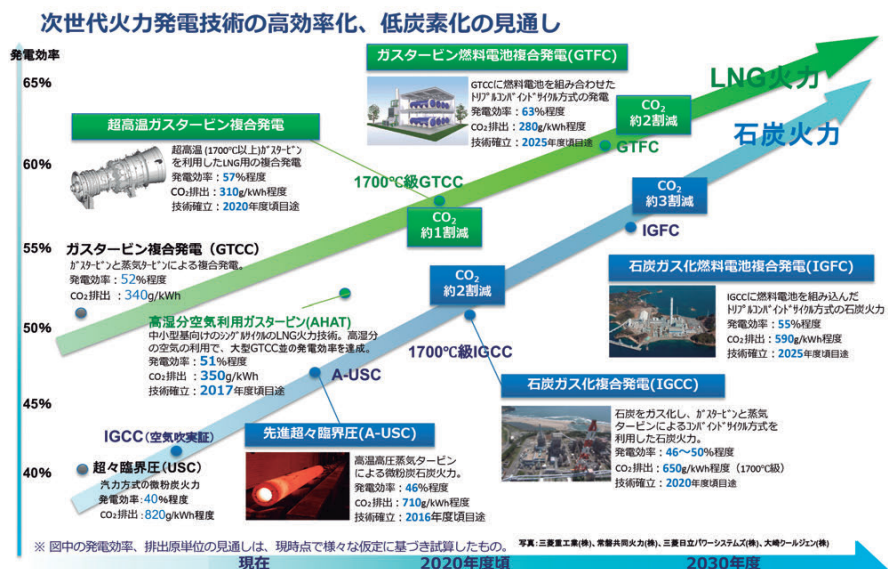 次世代火力発電技術の高効率化、低炭素化の見通し
発電効率
65%
60%
55%
50%
45%
40%
ガスタービン燃料電池複合発電(GTFC)
GTCCに燃料電池を組み合わせた
ﾄﾘﾌﾟﾙｺﾝﾊﾞｲﾝﾄﾞｻｲｸﾙ方式の発電
発電効率：63%程度
CO₂排出：280g/kWh程度
技術確立：2025年度頃目途
LNG火力
CO₂
約2割減
GTFC
石炭火力
超高温ガスタービン複合発電
超高温(1700℃以上)ｶﾞｽﾀｰﾋﾞﾝ
を利用したLNG用の複合発電
発電効率：57%程度
CO₂排出：310g/kWh程度
技術確立：2020年度頃目途
1700℃級GTCC
CO₂
約1割減
CO₂
約3割減
IGFC
ガスタービン複合発電（GTCC）
ｶﾞｽﾀｰﾋﾞﾝと蒸気ﾀｰﾋﾞﾝによる複合発電。
発電効率：52%程度
CO₂排出：340g/kWh
CO₂
約2割減
1700℃級IGCC
石炭ガス化燃料電池複合発電(IGFC)
IGCCに燃料電池を組み込んだ
ﾄﾘﾌﾟﾙｺﾝﾊﾞｲﾝﾄﾞｻｲｸﾙ方式の石炭火力
発電効率：55%程度
CO₂排出：590g/kWh程度
技術確立：2025年度頃目途
高湿分空気利用ガスタービン(AHAT)
中小型基向けのｼﾝｸﾞﾙｻｲｸﾙのLNG火力技術。高湿分
の空気の利用で、大型GTCC並の発電効率を達成。
発電効率：51%程度
CO₂排出：350g/kWh
技術確立：2017年度頃目途
A-USC
石炭ガス化複合発電(IGCC)
石炭をガス化し、ｶﾞｽﾀｰﾋﾞﾝと蒸気
タービンによるｺﾝﾊﾞｲﾝﾄﾞｻｲｸﾙ方式を
利用した石炭火力。
発電効率：46～50%程度
CO₂排出：650g/kWh程度（1700℃級）
技術確立：2020年度頃目途
IGCC(空気吹実証)
先進超々臨界圧(A-USC)
高温高圧蒸気タービン
による微粉炭石炭火力。
発電効率：46%程度
CO₂排出：710g/kWh程度
技術確立：2016年度頃目途
超々臨界圧(USC)
汽力方式の微粉炭火力
発電効率：40%程度
CO₂排出：820g/kWh程度
※ 図中の発電効率、排出原単位の見通しは、現時点で様々な仮定に基づき試算したもの。
写真：三菱重工業(株)、常磐共同火力(株)、三菱日立パワーシステムズ(株)、大崎クールジェン(株)
現在
2020年度頃
2030年度